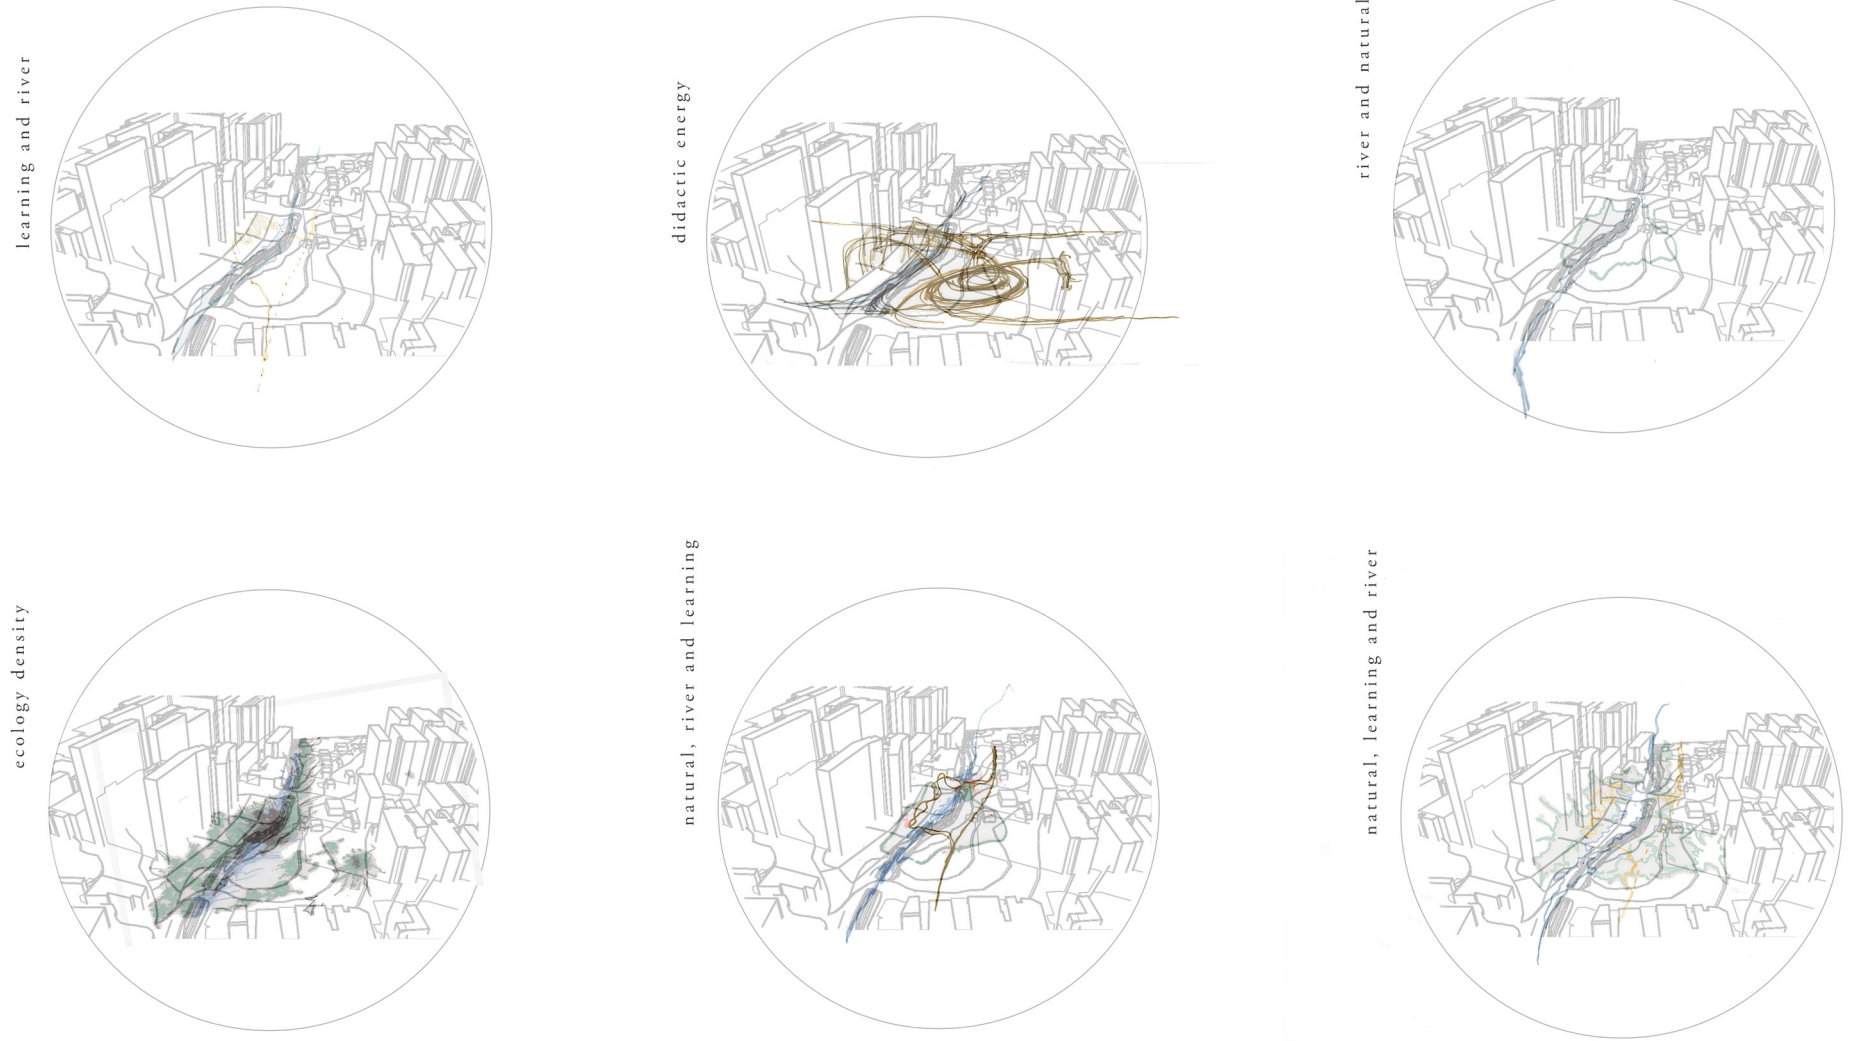 learning and river
didactic energy
river and natural
ecology density
natural, river and learning
natural, learning and river